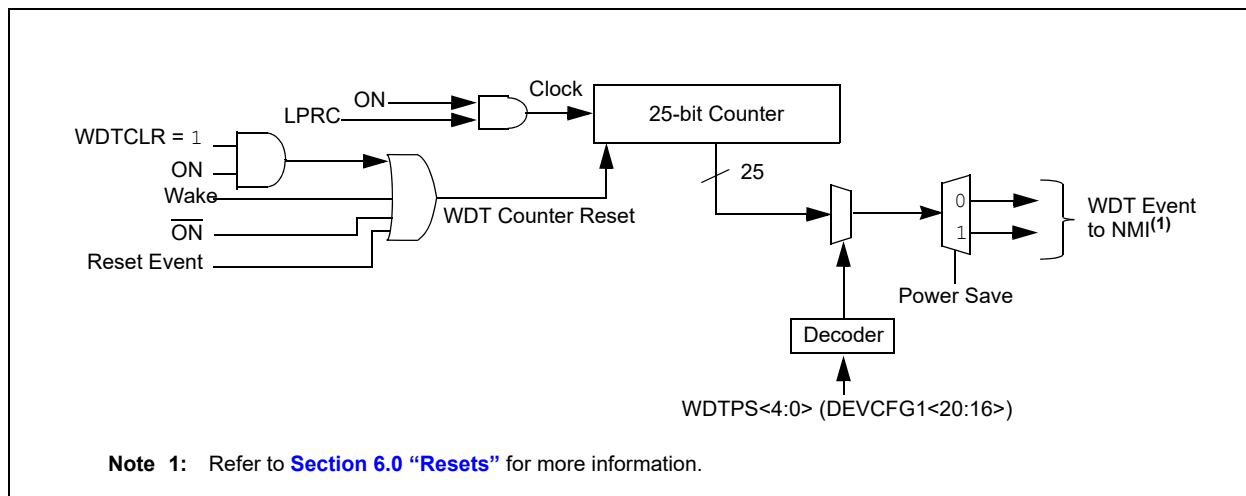 Clock
ON
LPRC
25-bit Counter
WDTCLR = 1
ON
Wake
ON
Reset Event
WDT Counter Reset
25
0
1
WDT Event
to NMI(1)
Power Save
Decoder
WDTPS<4:0> (DEVCFG1<20:16>)
Note 1: Refer to Section 6.0 “Resets” for more information.